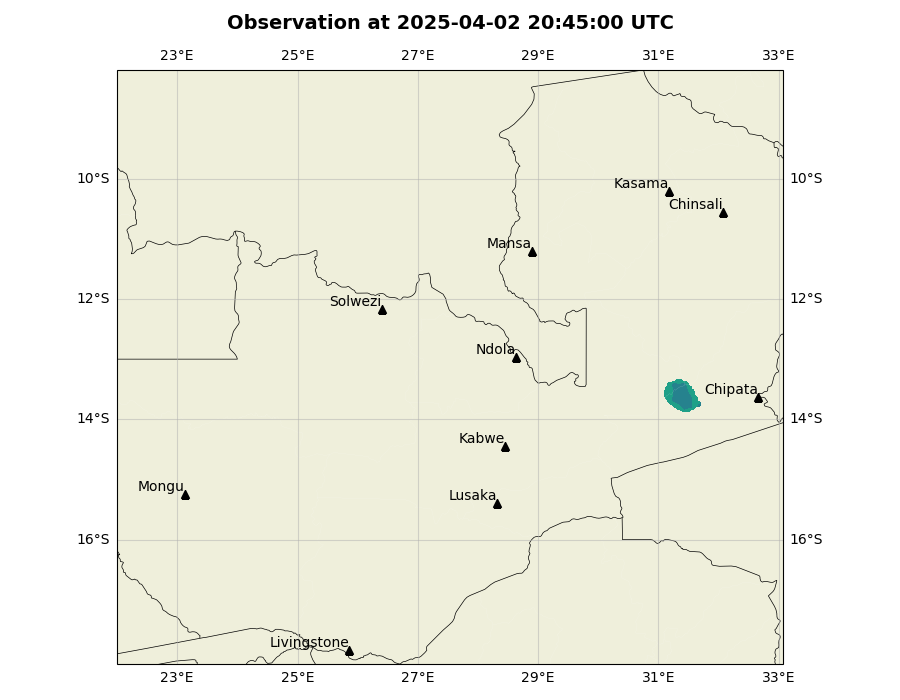 Observation at 2025-04-02 20:45:00 UTC
23°E 25°E 27°E 29°E 31°E 33°E
10°S 10°S
Kasama
Chinsali
Mansa
12°S 12°S
Solwezi
Ndola
Chipata
14°S 14°S
Kabwe
Mongu
Lusaka
16°S 16°S
Livingstone
23°E 25°E 27°E 29°E 31°E 33°E